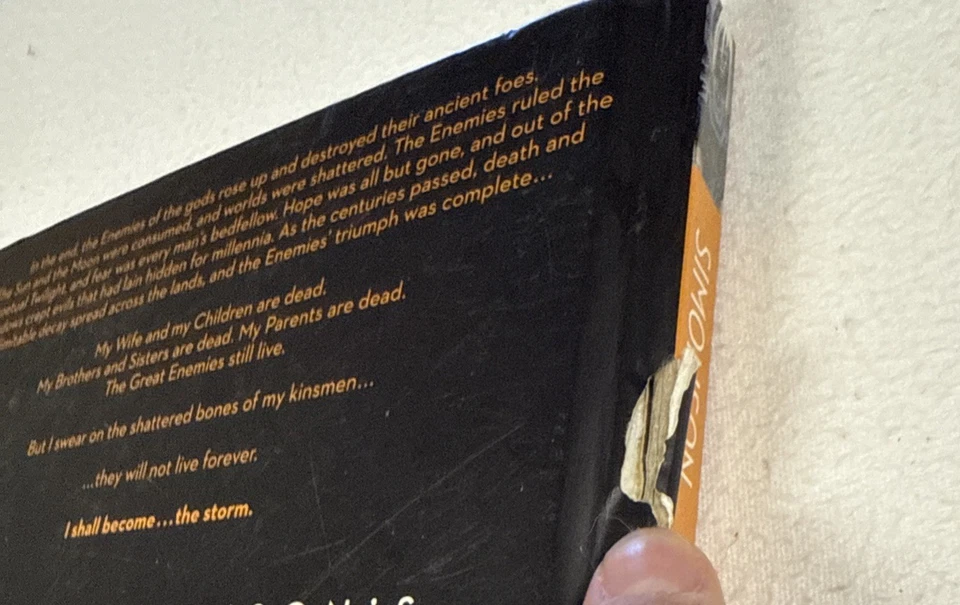 In the end, the Enemies of the gods rose up and destroyed their ancient foes.
The Sun and the Moon were consumed, and worlds were shattered. The Enemies ruled the
Twilight, and fear was every man's bedfellow. Hope was all but gone, and out of the
crept evils that had lain hidden for millennia. As the centuries passed, death and
decay spread across the lands, and the Enemies' triumph was complete...
My Wife and my Children are dead.
My Brothers and Sisters are dead. My Parents are dead.
The Great Enemies still live.
But I swear on the shattered bones of my kinsmen...
...they will not live forever.
I shall become...the storm.
SIMO
SON